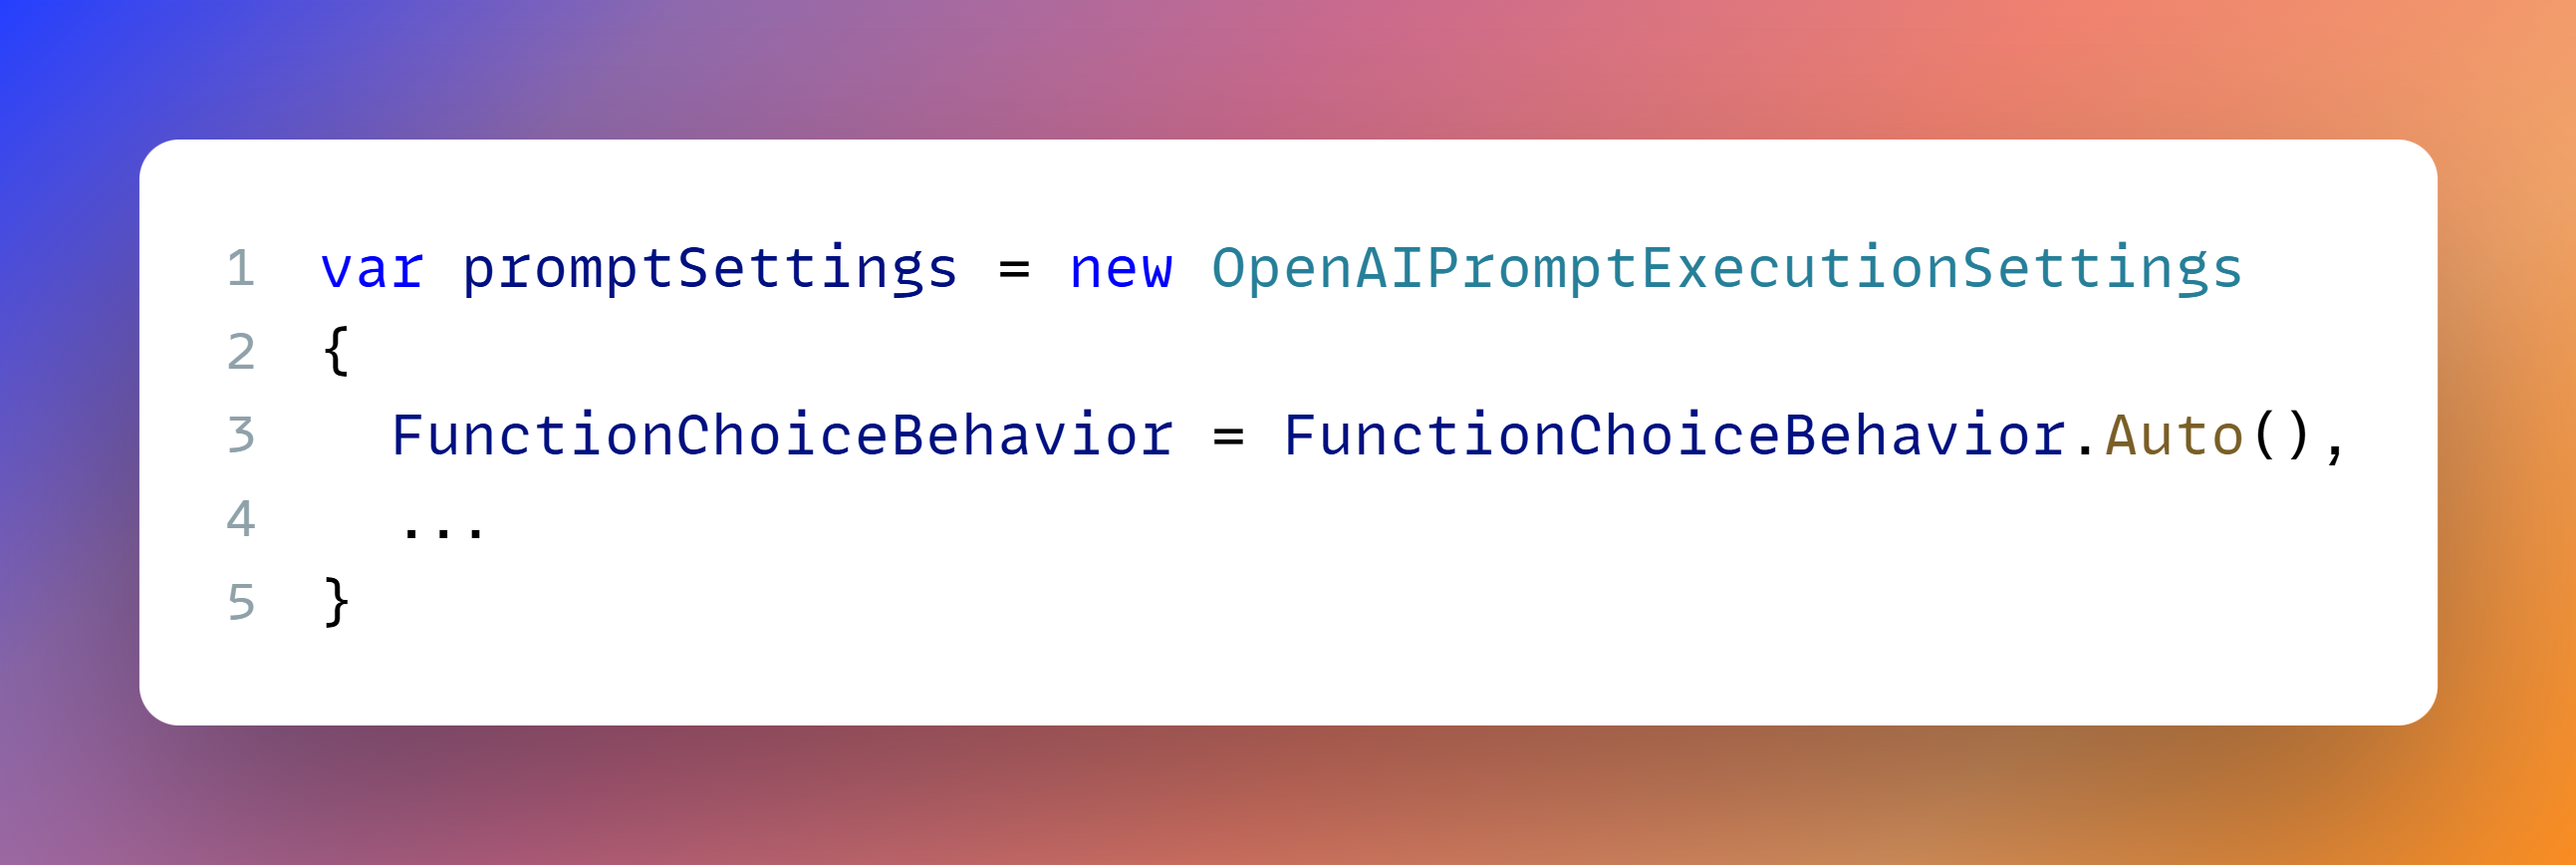 1 var promptSettings = new OpenAIPromptExecutionSettings
2 {
3 FunctionChoiceBehavior = FunctionChoiceBehavior.Auto(),
4 ...
5 }